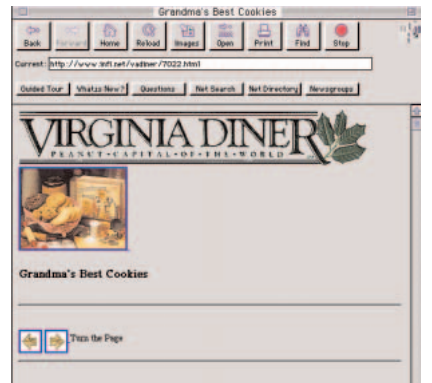 Grandma's Best Cookies
Back Forward Home Reload Images Open Print Find Stop
Current: http://www.infi.net/vadiner/7022.html
Guided Tour What's New? Questions Net Search Net Directory Newsgroups
VIRGINIA DINER
PEANUT·CAPITAL·OF·THE·WORLD
Grandma's Best Cookies
Turn the Page